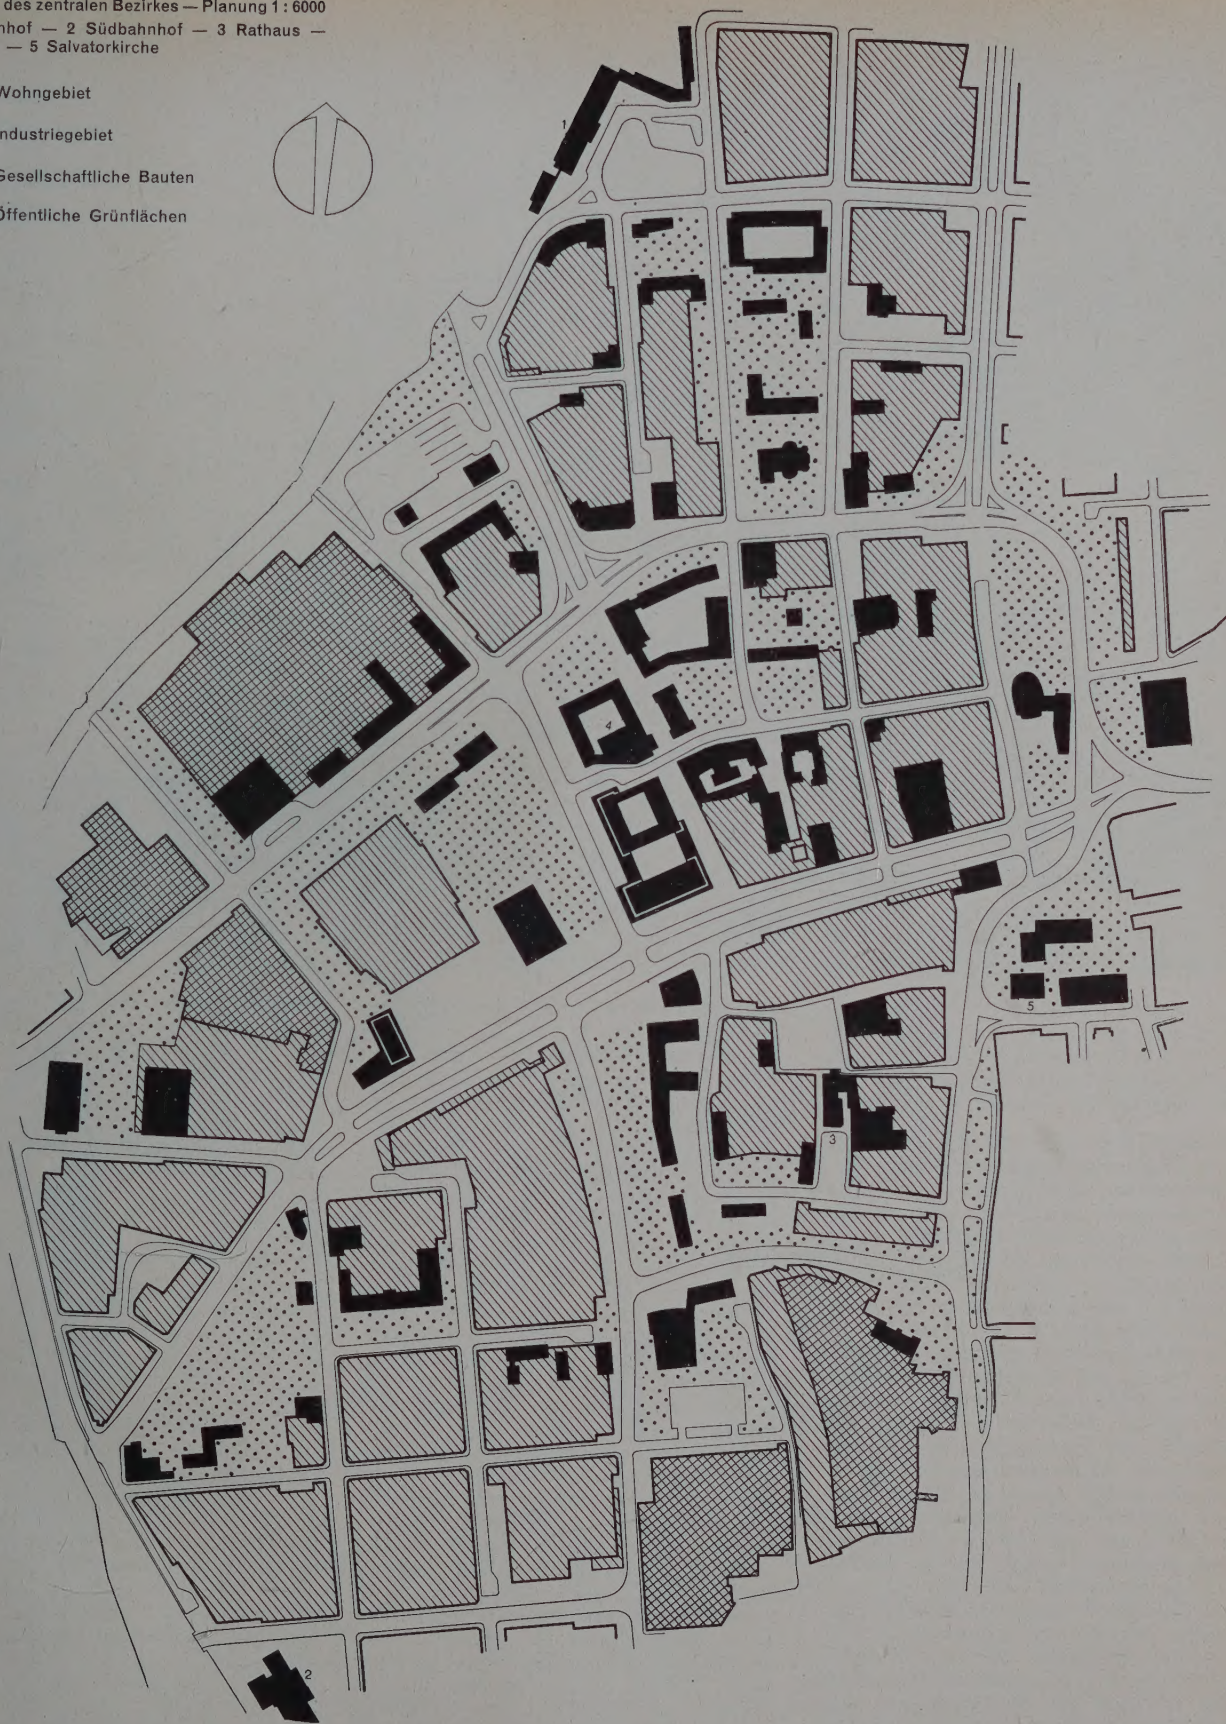 des zentralen Bezirkes — Planung 1 : 6000
nhof — 2 Südbahnhof — 3 Rathaus —
— 5 Salvatorkirche
Wohngebiet
ndustriegebiet
Gesellschaftliche Bauten
Öffentliche Grünflächen
1
4
5
3
2